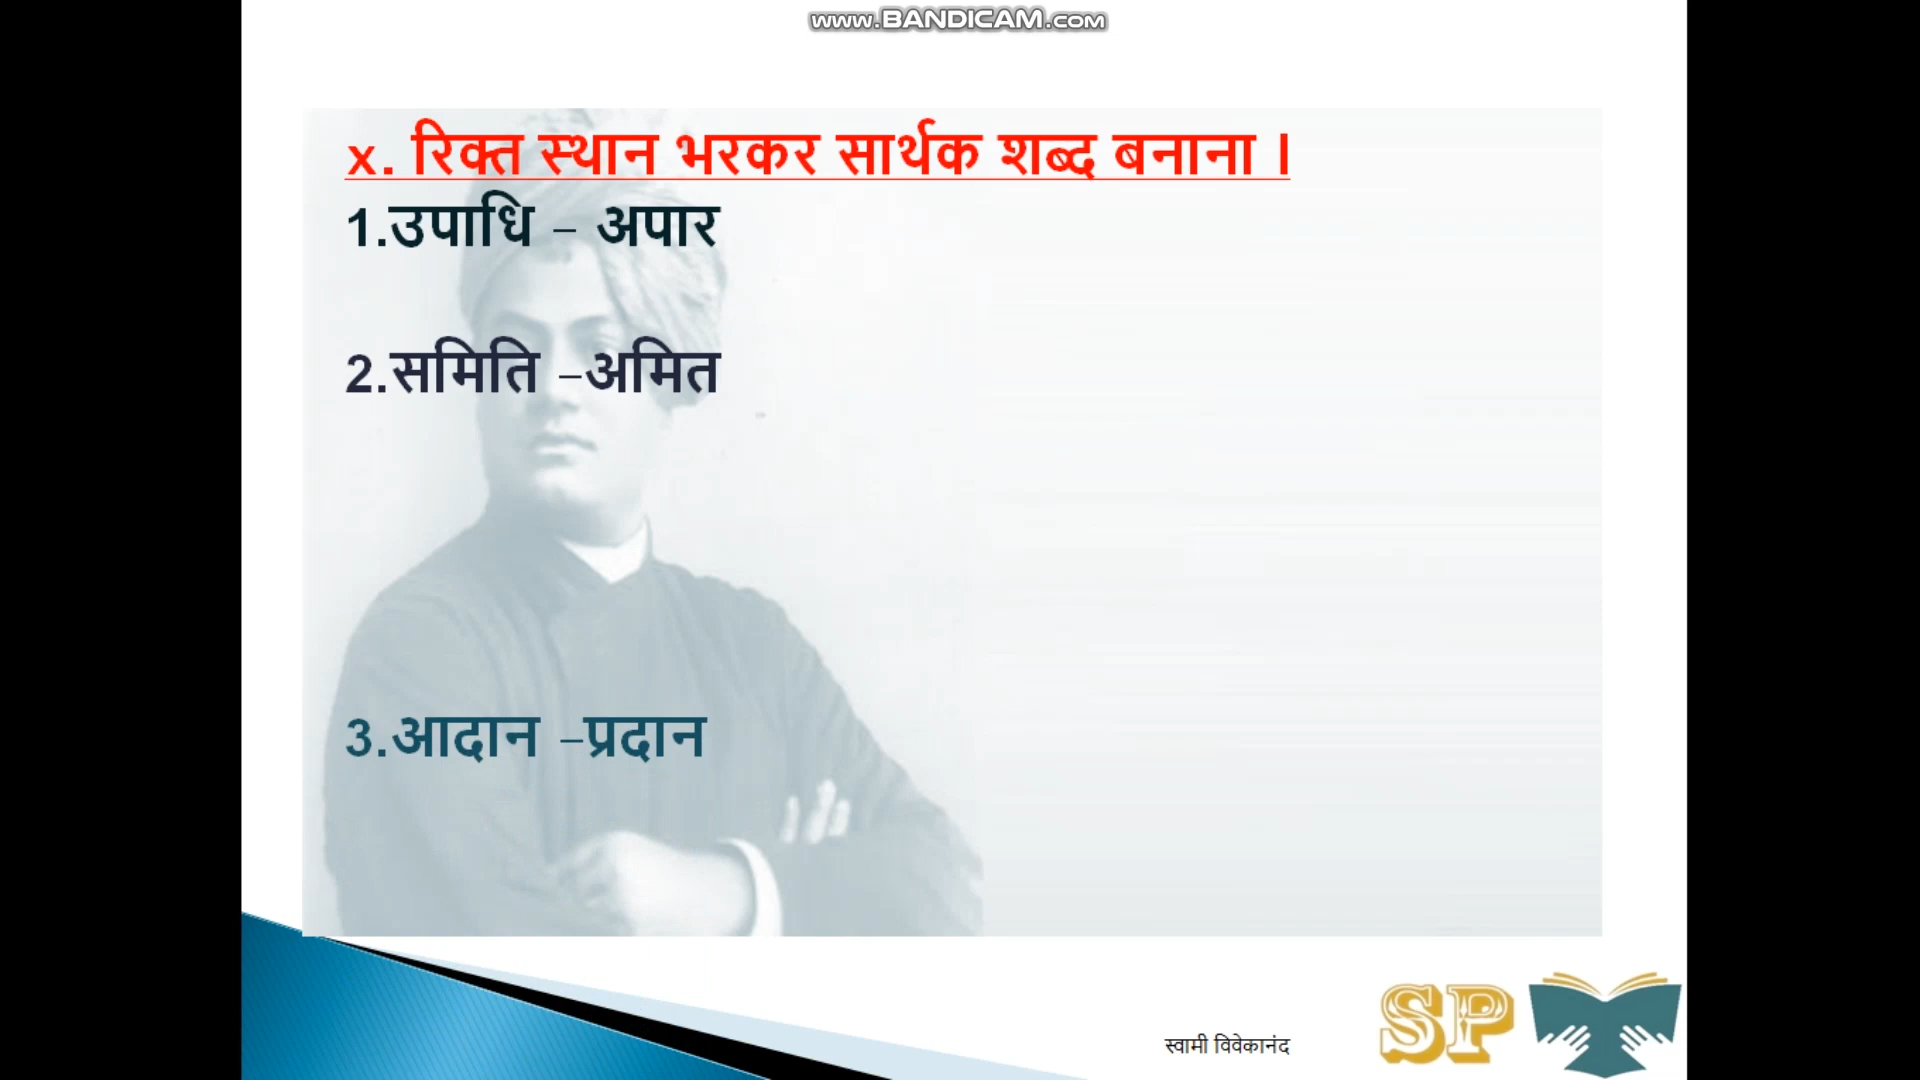 www.BANDICAM.com
x. रिक्त स्थान भरकर सार्थक शब्द बनाना ।
1.उपाधि – अपार
2.समिति –अमित
3.आदान –प्रदान
स्वामी विवेकानंद
SP